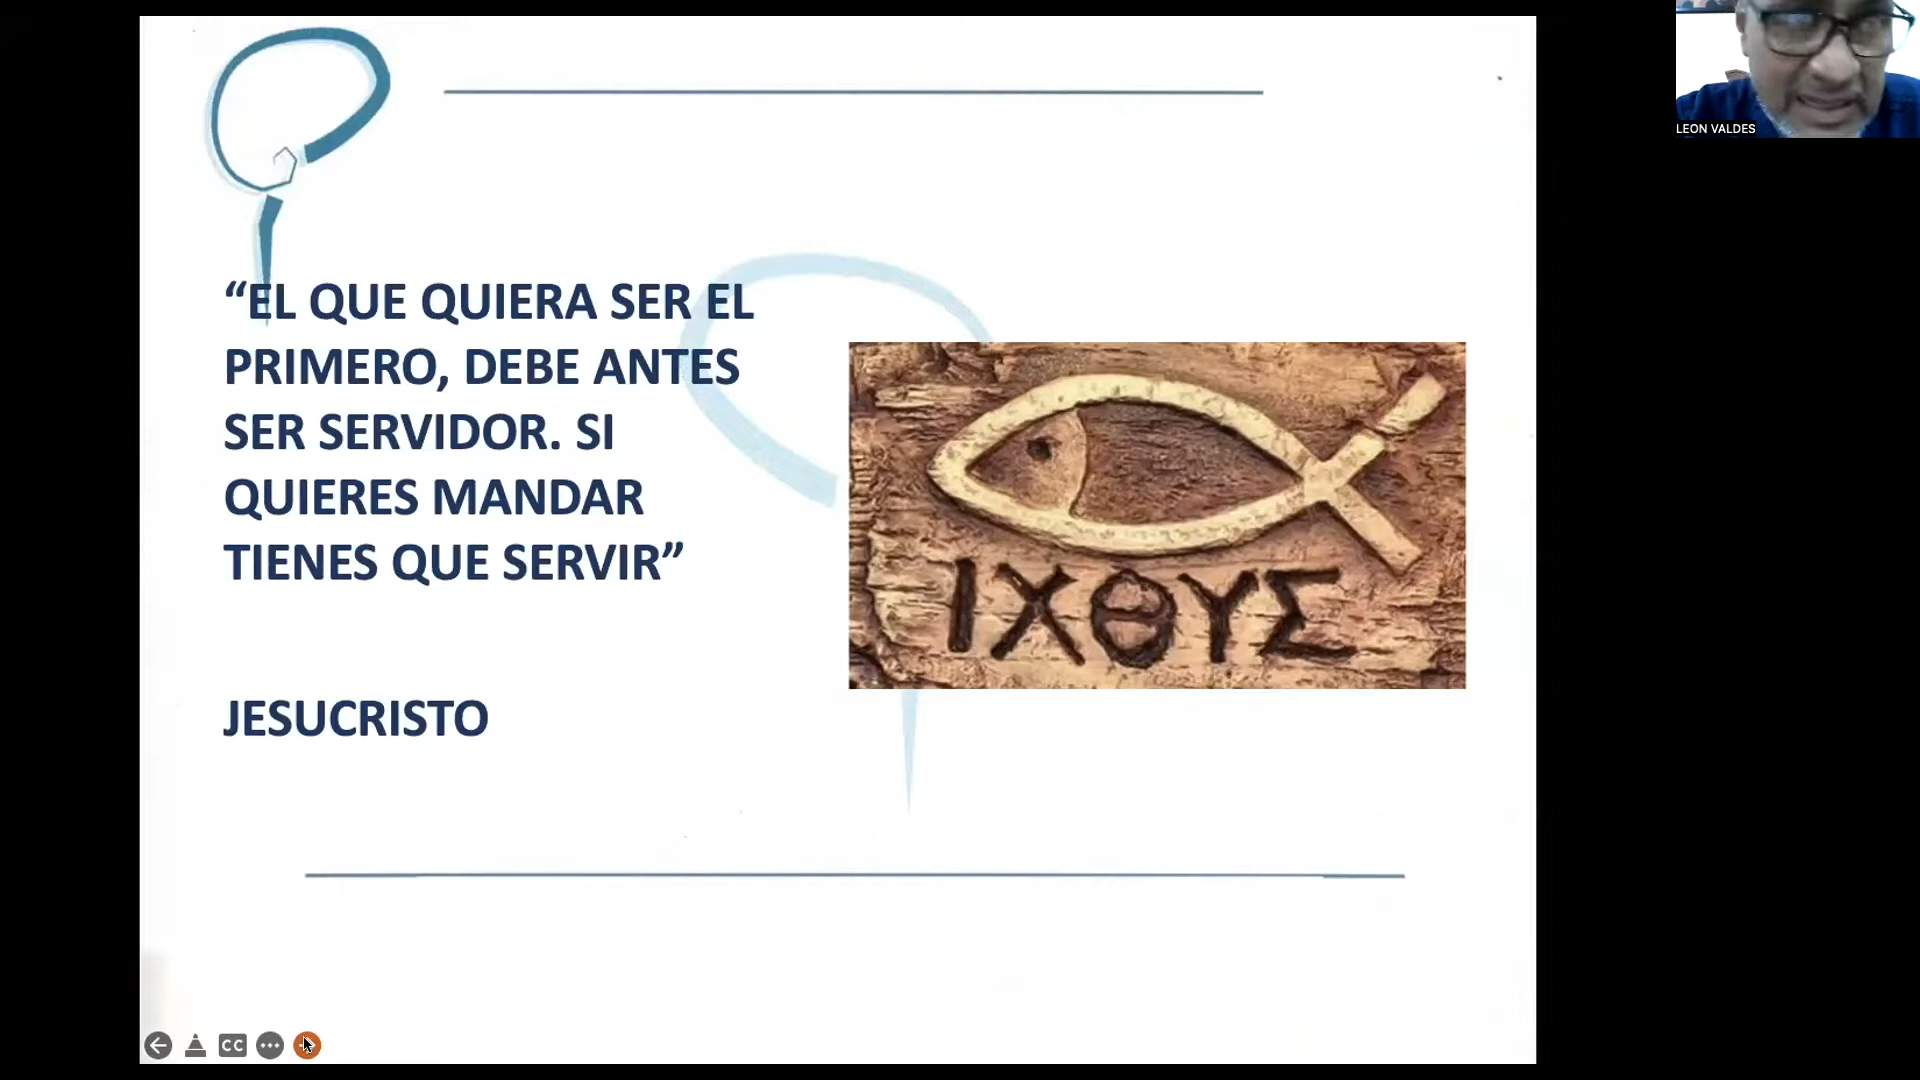 “EL QUE QUIERA SER EL
PRIMERO, DEBE ANTES
SER SERVIDOR. SI
QUIERES MANDAR
TIENES QUE SERVIR”
JESUCRISTO
ΙΧΘΥΣ
LEON VALDES
CC